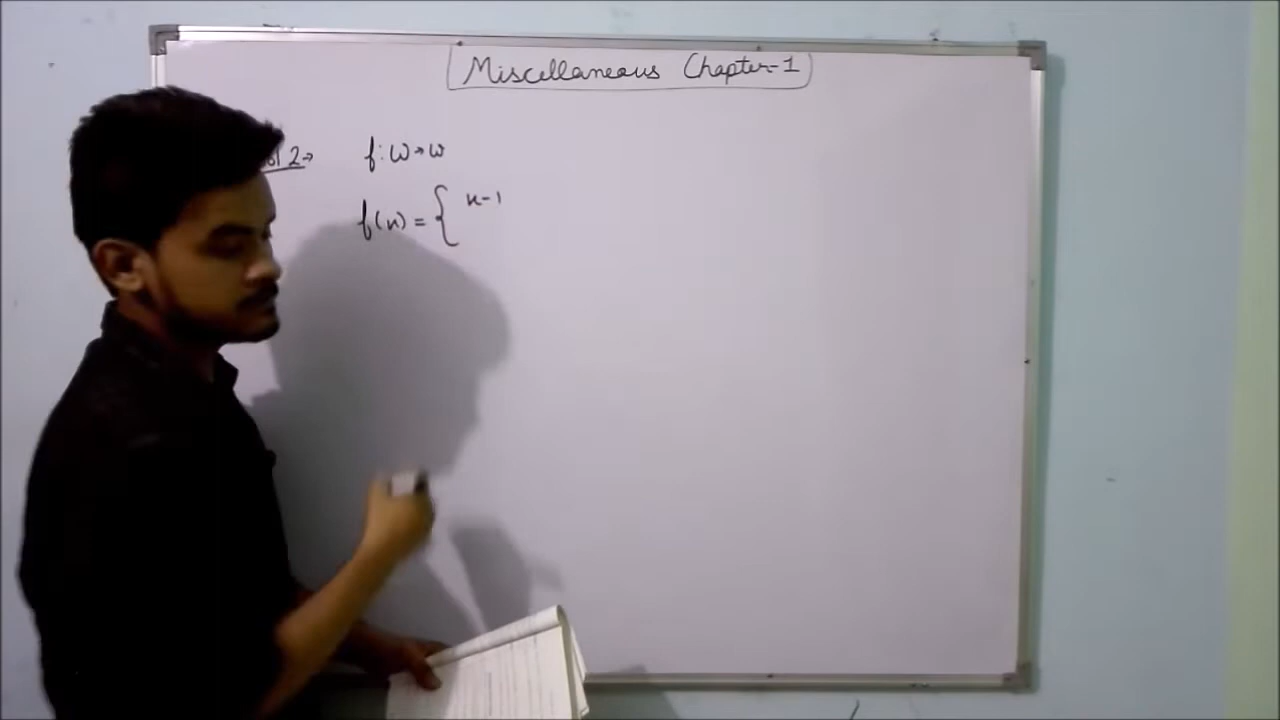 Miscellaneous Chapter-1
2→ f: W→W
f(x) = { x-1